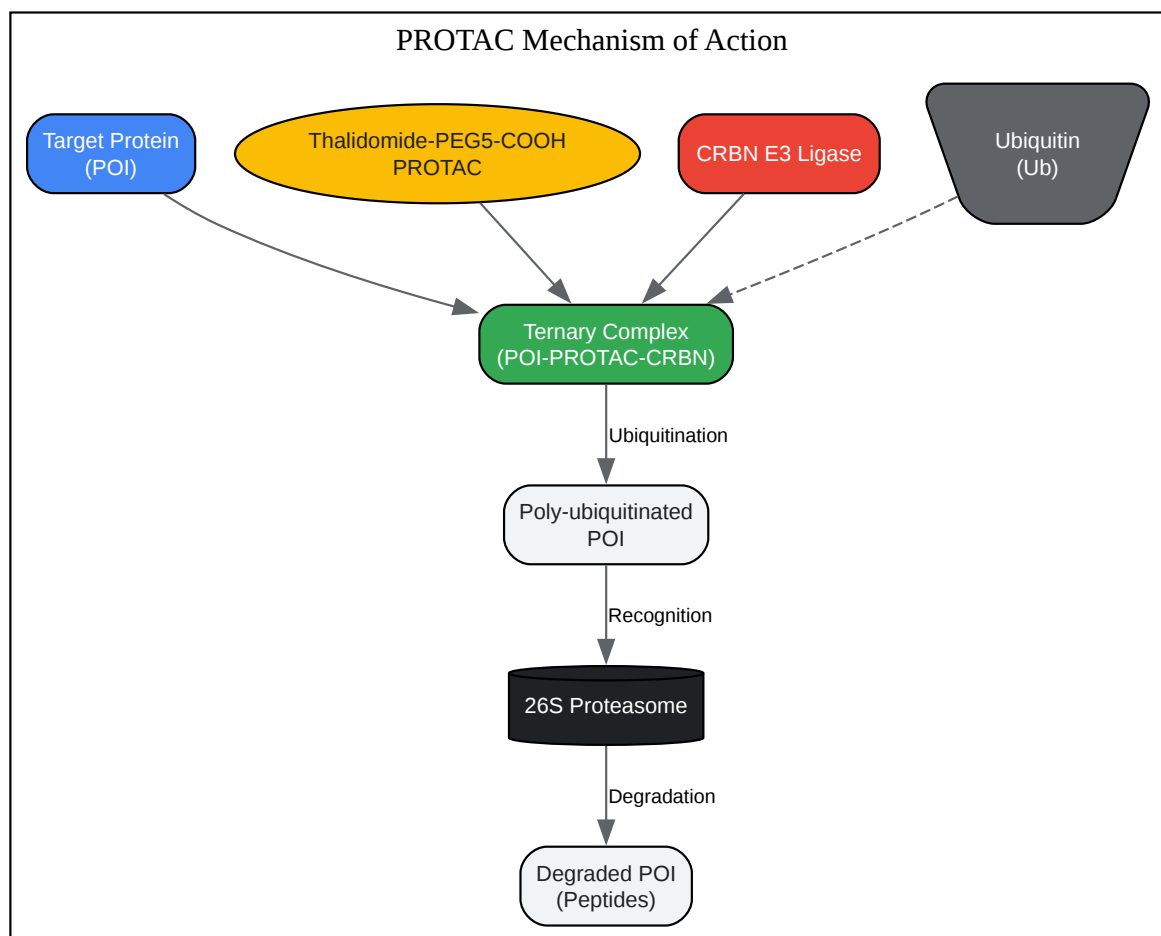 PROTAC Mechanism of Action
Target Protein
(POI)
Thalidomide-PEG5-COOH
PROTAC
CRBN E3 Ligase
Ubiquitin
(Ub)
Ternary Complex
(POI-PROTAC-CRBN)
Ubiquitination
Poly-ubiquitinated
POI
Recognition
26S Proteasome
Degradation
Degraded POI
(Peptides)